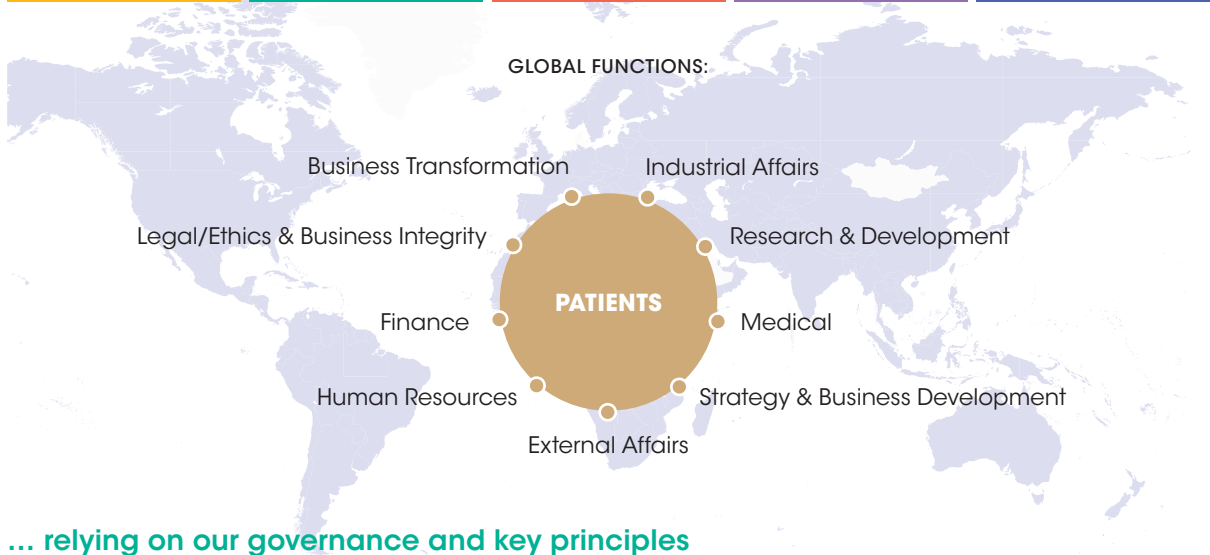 GLOBAL FUNCTIONS:
Business Transformation
Industrial Affairs
Legal/Ethics & Business Integrity
Research & Development
PATIENTS
Finance
Medical
Human Resources
Strategy & Business Development
External Affairs
... relying on our governance and key principles